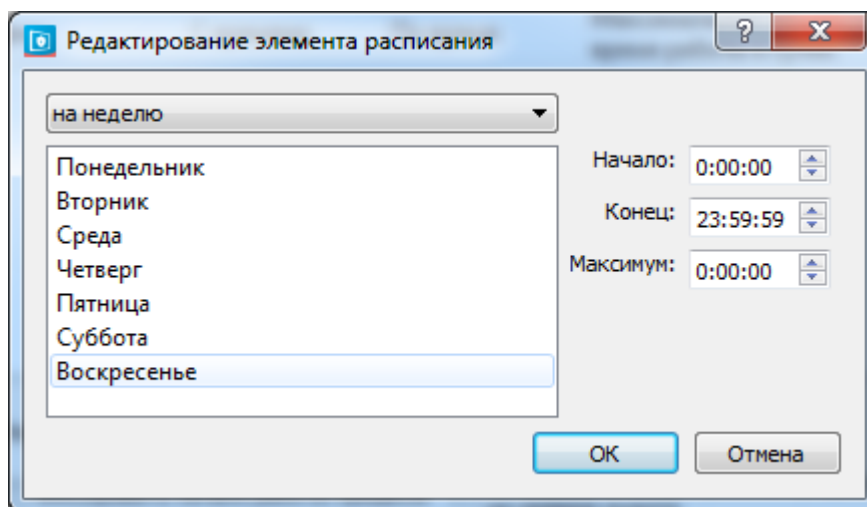 Редактирование элемента расписания
на неделю
Понедельник
Вторник
Среда
Четверг
Пятница
Суббота
Воскресенье
Начало: 0:00:00
Конец: 23:59:59
Максимум: 0:00:00
OK
Отмена